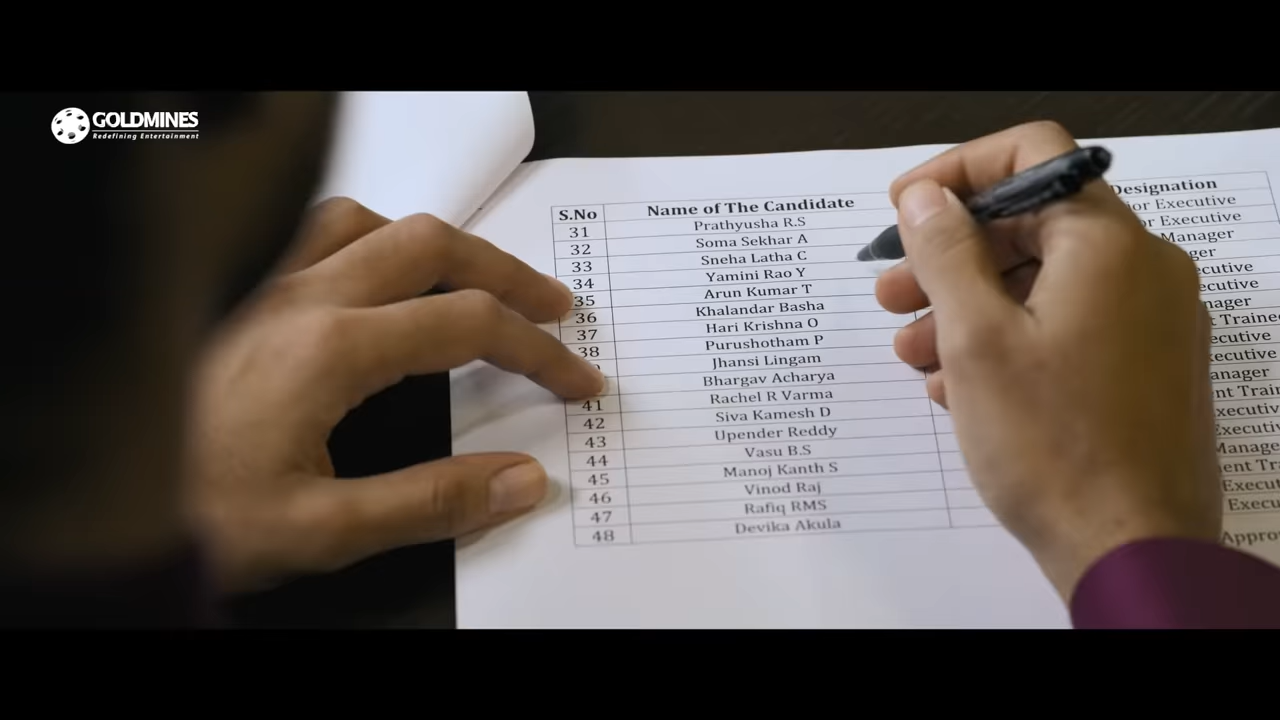 GOLDMINES
Redefining Entertainment
S.No Name of The Candidate Designation
31 Prathyusha R.S Executive
32 Soma Sekhar A Executive
33 Sneha Latha C Manager
34 Yamini Rao Y
35 Arun Kumar T
36 Khalandar Basha
37 Hari Krishna O
38 Purushotham P
Jhansi Lingam
Bhargav Acharya
41 Rachel R Varma
42 Siva Kamesh D
43 Upender Reddy
44 Vasu B.S
45 Manoj Kanth S
46 Vinod Raj
47 Rafiq RMS
48 Devika Akula